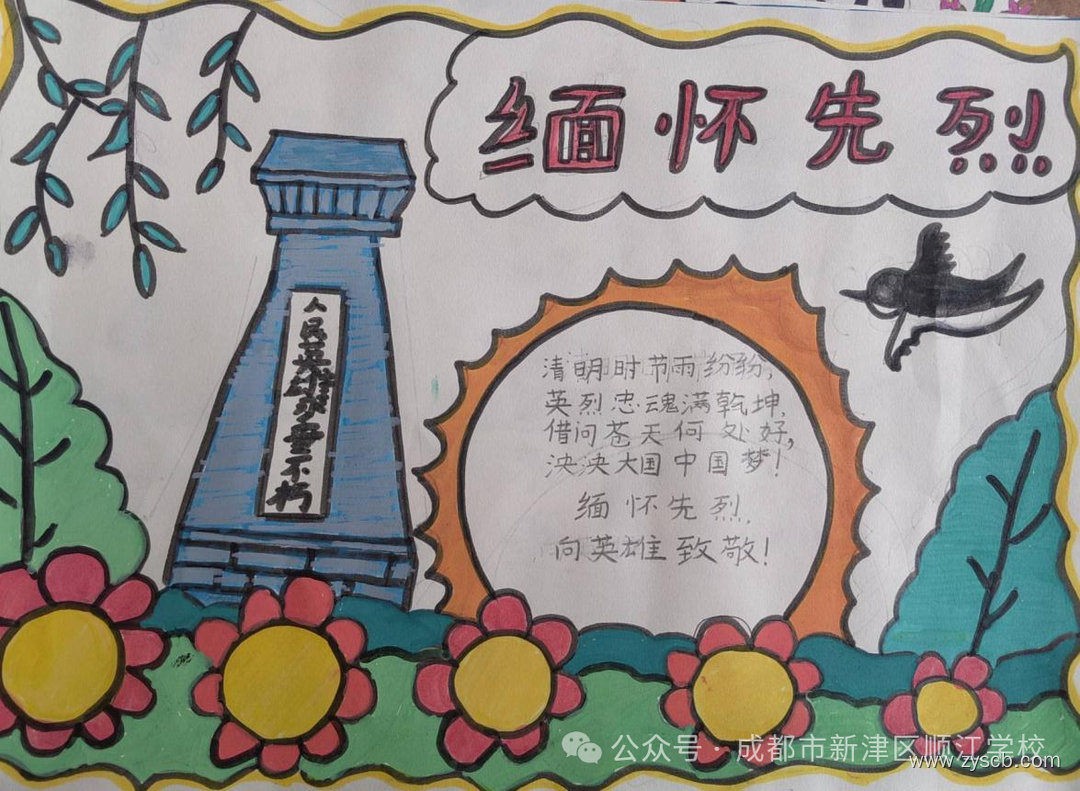 缅怀先烈
人民英雄永垂不朽
清明时节雨纷纷,
英烈忠魂满乾坤,
借问苍天何处好,
泱泱大国中国梦!
缅怀先烈,
向英雄致敬!
公众号·成都市新津区顺江学校
www.zyscb.com